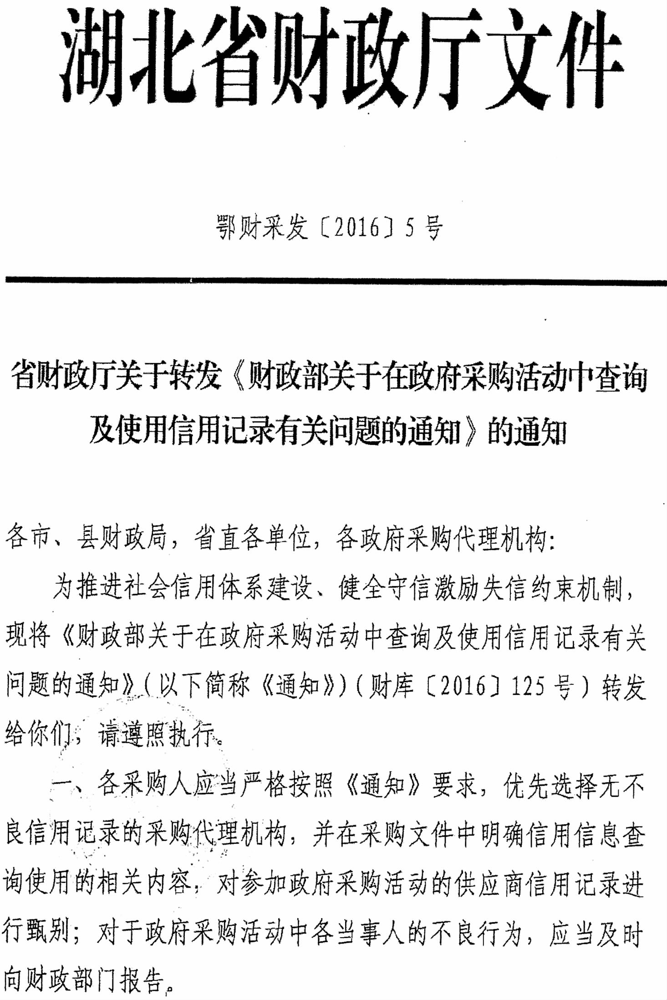 湖北省财政厅文件
鄂财采发〔2016〕5 号
省财政厅关于转发《财政部关于在政府采购活动中查询
及使用信用记录有关问题的通知》的通知
各市、县财政局，省直各单位，各政府采购代理机构：
为推进社会信用体系建设、健全守信激励失信约束机制，
现将《财政部关于在政府采购活动中查询及使用信用记录有关
问题的通知》（以下简称《通知》）（财库〔2016〕125 号）转发
给你们，请遵照执行。
一、各采购人应当严格按照《通知》要求，优先选择无不
良信用记录的采购代理机构，并在采购文件中明确信用信息查
询使用的相关内容，对参加政府采购活动的供应商信用记录进
行甄别；对于政府采购活动中各当事人的不良行为，应当及时
向财政部门报告。